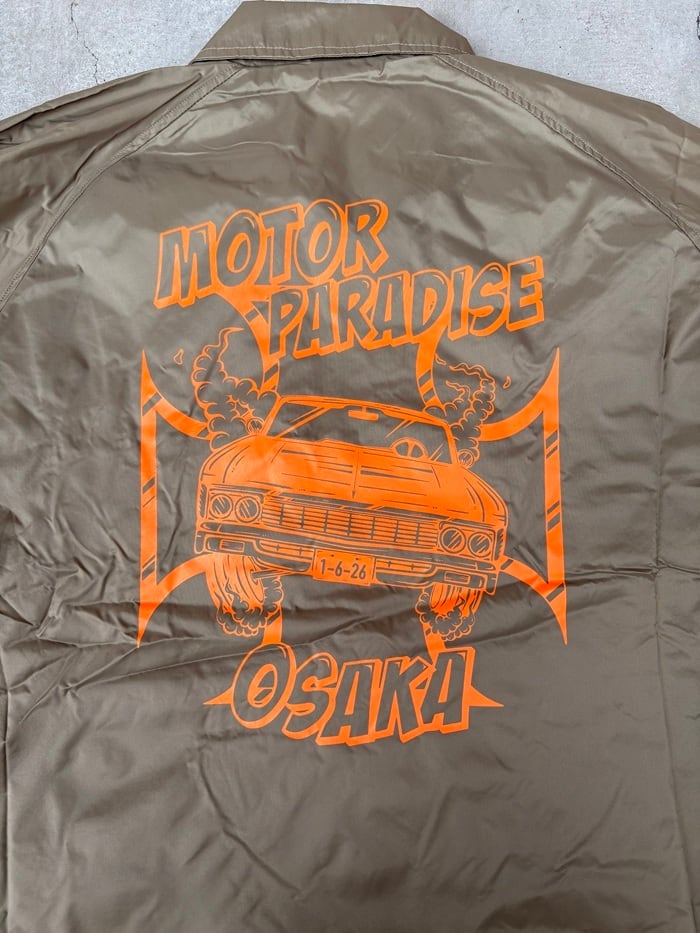 MOTOR
PARADISE
1-6-26
OSAKA